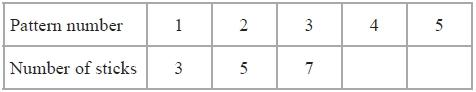 Pattern number 1 2 3 4 5
Number of sticks 3 5 7